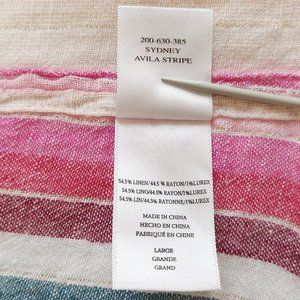 200-630-385
SYDNEY
AVILA STRIPE
54.5% LINEN/44.5 % RAYON/1%LUREX
54.5% LINO/44.5% RAYON/1%LUREX
54.5% LIN/44.5% RAYONNE/1%LUREX
MADE IN CHINA
HECHO EN CHINA
FABRIQUÉ EN CHINE
LARGE
GRANDE
GRAND